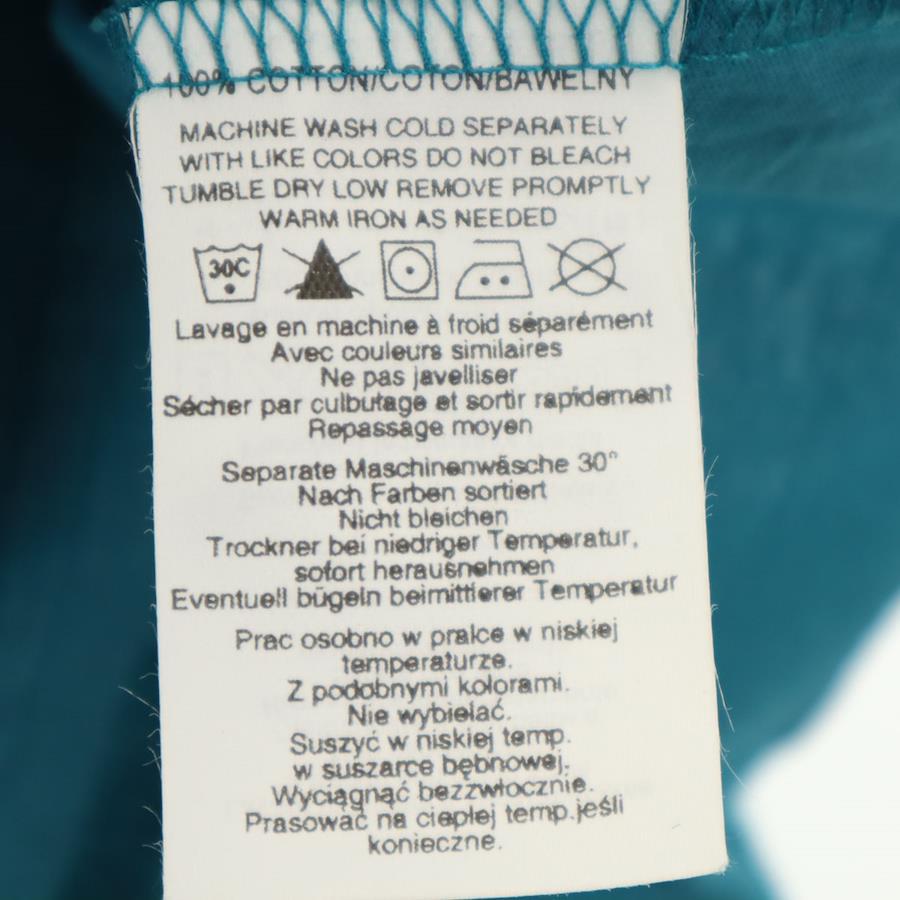 100% COTTON/COTON/BAWELNY
MACHINE WASH COLD SEPARATELY
WITH LIKE COLORS DO NOT BLEACH
TUMBLE DRY LOW REMOVE PROMPTLY
WARM IRON AS NEEDED
30C
Lavage en machine à froid séparément
Avec couleurs similaires
Ne pas javelliser
Sécher par culbutage et sortir rapidement
Repassage moyen
Separate Maschinenwäsche 30°
Nach Farben sortiert
Nicht bleichen
Trockner bei niedriger Temperatur,
sofort herausnehmen
Eventuell bügeln beimittlerer Temperatur
Prac osobno w pralce w niskiej
temperaturze.
Z podobnymi kolorami.
Nie wybielać.
Suszyć w niskiej temp.
w suszarce bębnowej.
Wyciągnąć bezzwłocznie.
Prasować na ciepłej temp.jeśli
konieczne.